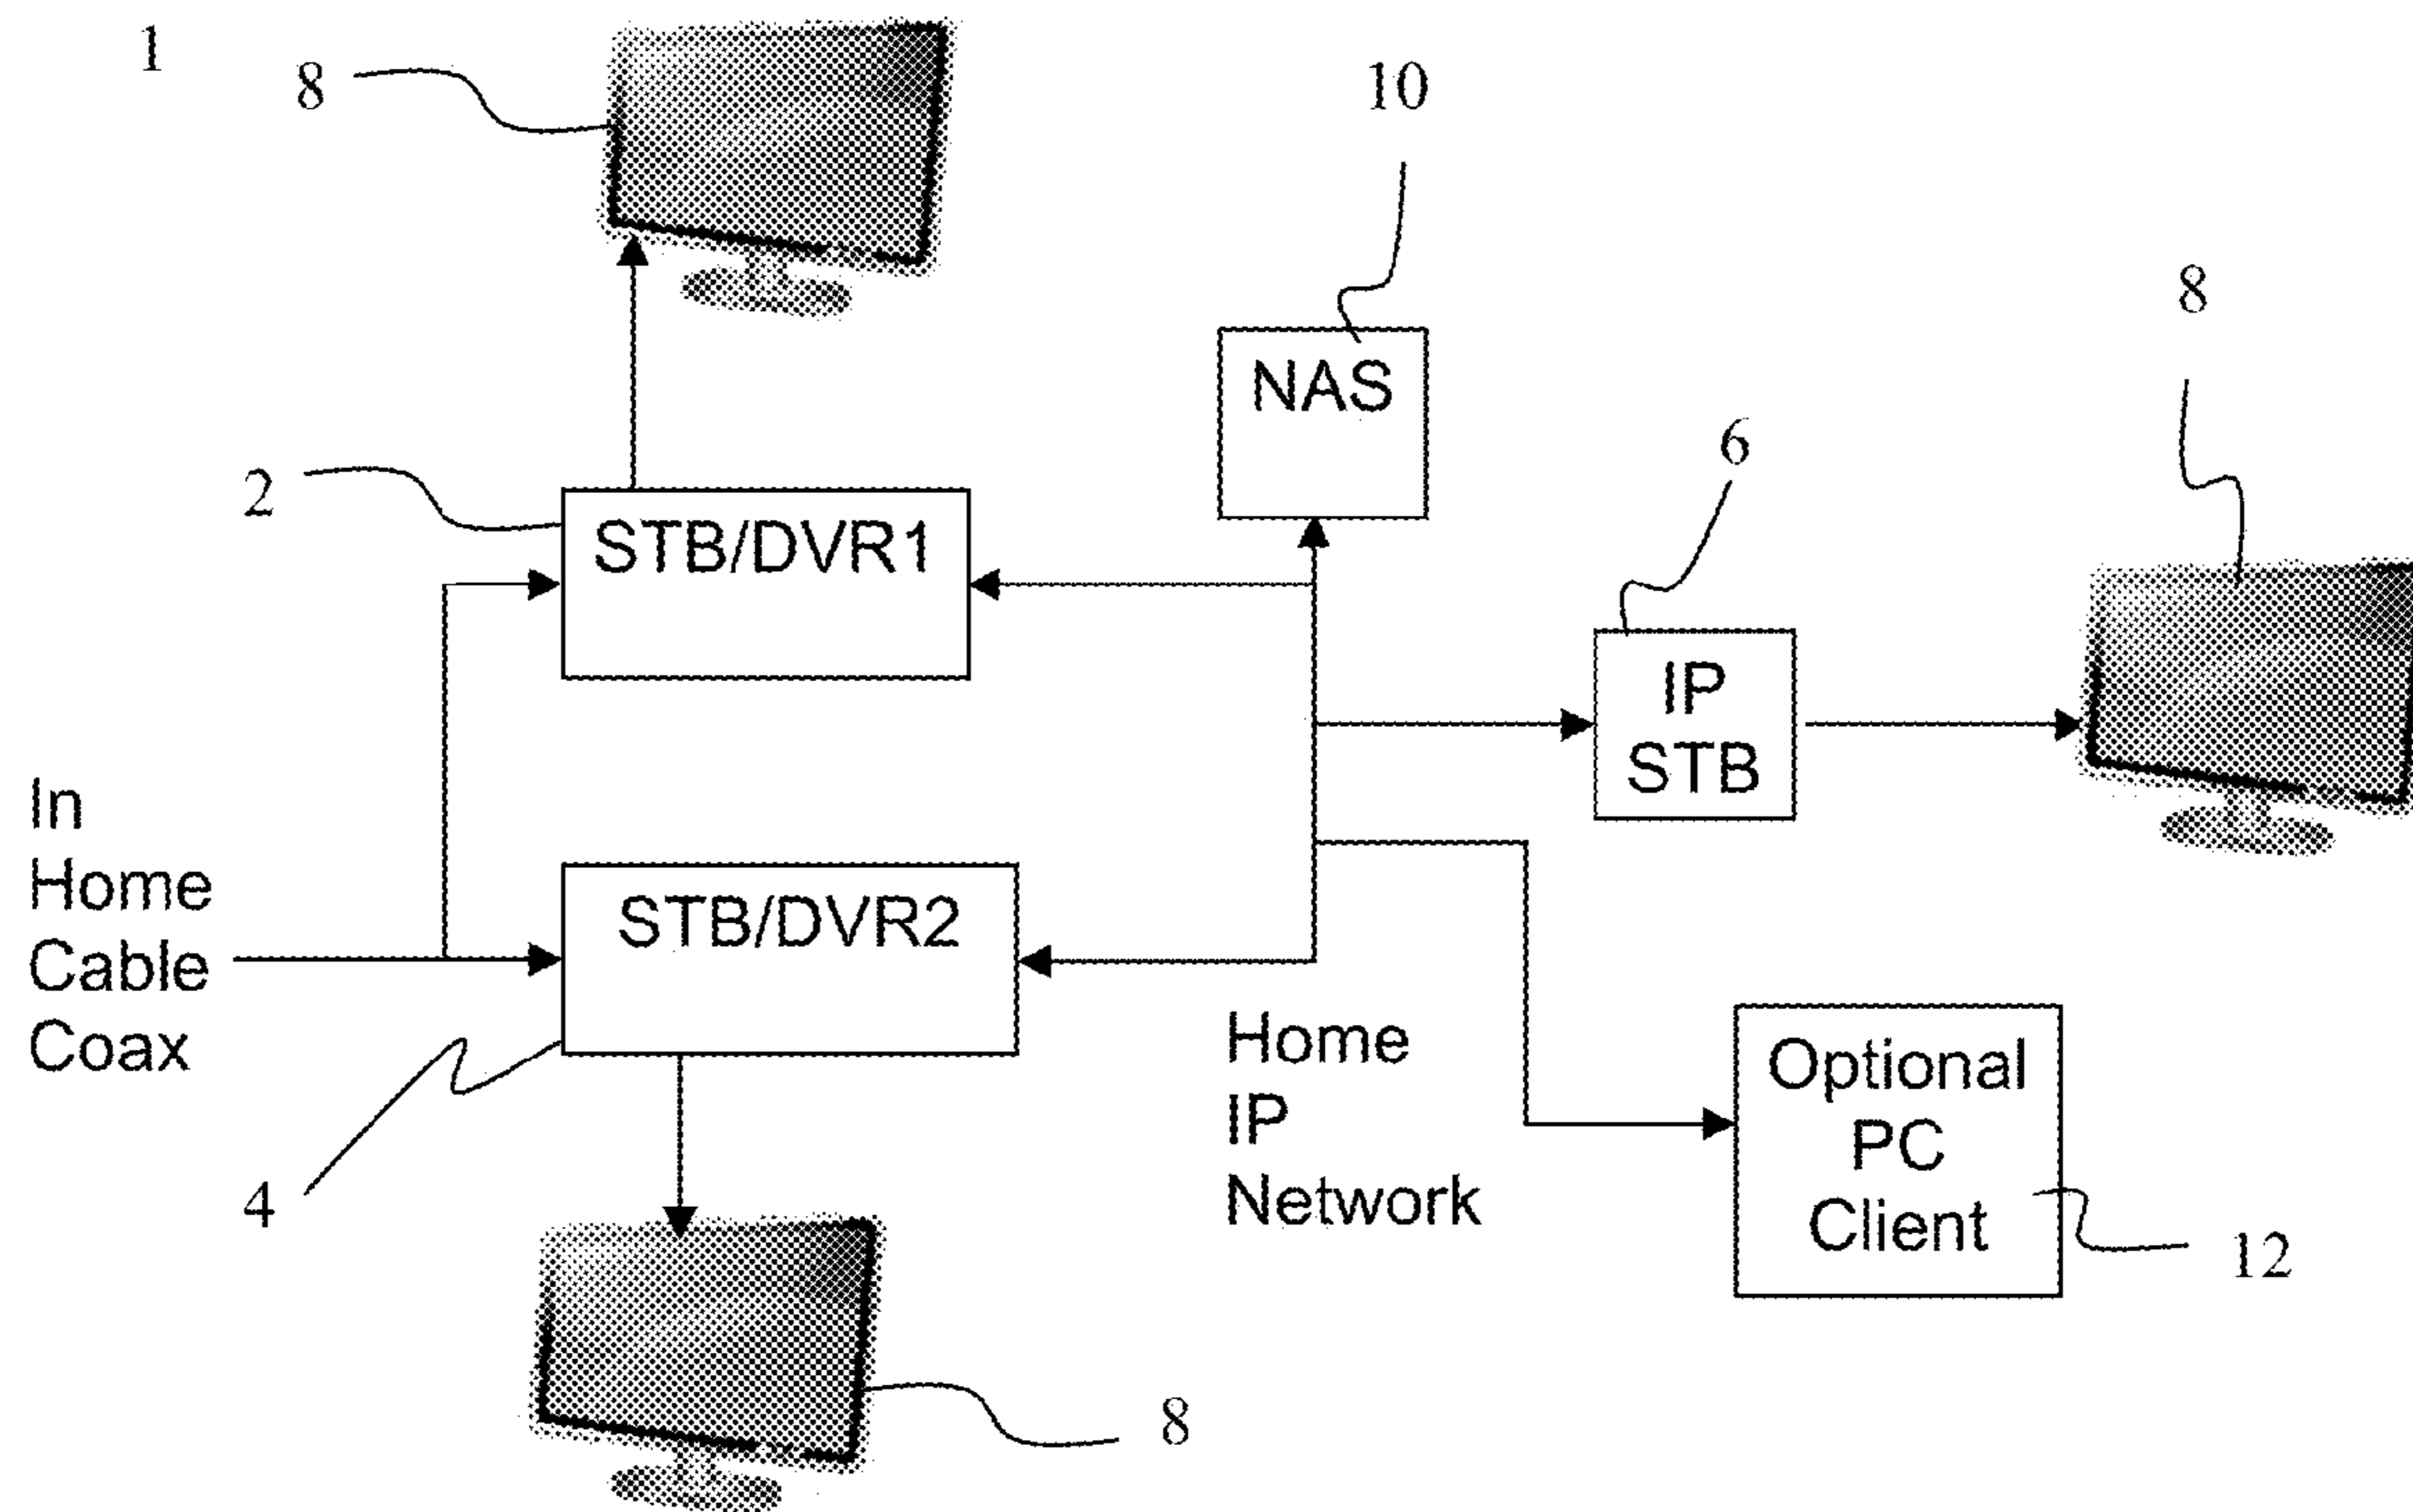 1
8
10
8
NAS
6
2
STB/DVR1
IP
STB
In
Home
Cable
Coax
STB/DVR2
Home
IP
Network
Optional
PC
Client
4
12
8